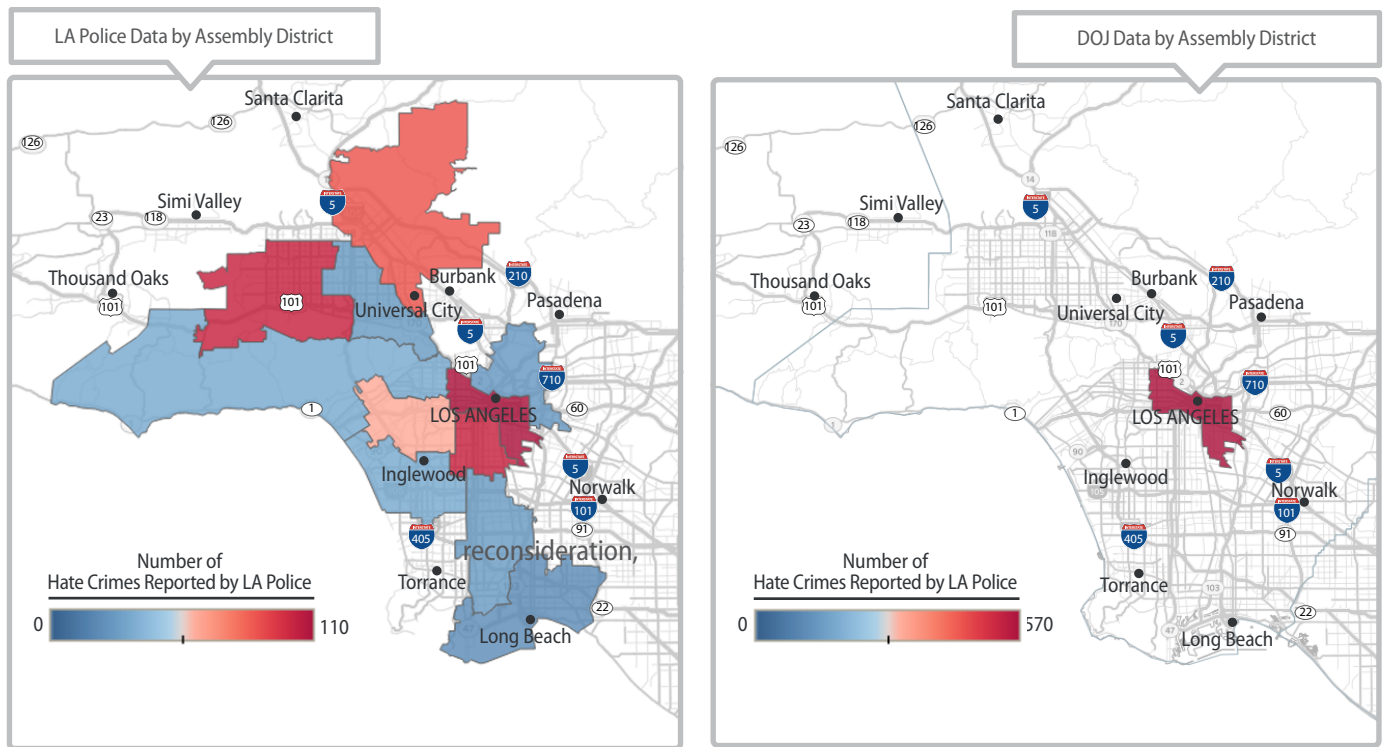 LA Police Data by Assembly District
Santa Clarita
126
126
5
Simi Valley
23
118
Thousand Oaks
101
101
Burbank
210
Universal City
Pasadena
5
101
710
1
LOS ANGELES
60
Inglewood
5
Norwalk
101
91
405
reconsideration,
Torrance
22
Long Beach
Number of
Hate Crimes Reported by LA Police
0
110
DOJ Data by Assembly District
Santa Clarita
126
126
14
5
Simi Valley
23
118
118
Thousand Oaks
101
101
Burbank
210
Universal City
Pasadena
170
5
101
2
710
1
1
LOS ANGELES
60
90
Inglewood
105
5
Norwalk
101
91
405
Torrance
103
22
47
Long Beach
Number of
Hate Crimes Reported by LA Police
0
570